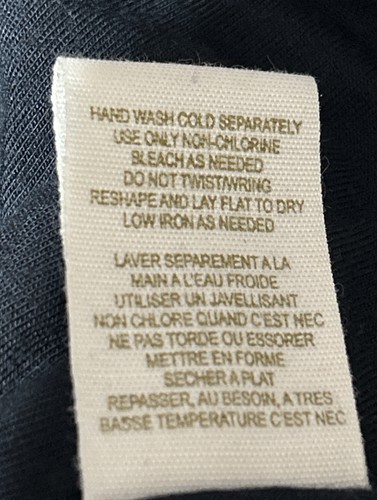 HAND WASH COLD SEPARATELY
USE ONLY NON-CHLORINE
BLEACH AS NEEDED
DO NOT TWIST/WRING
RESHAPE AND LAY FLAT TO DRY
LOW IRON AS NEEDED
LAVER SEPAREMENT A LA
MAIN A L'EAU FROIDE
UTILISER UN JAVELLISANT
NON CHLORE QUAND C'EST NEC
NE PAS TORDE OU ESSORER
METTRE EN FORME
SECHER A PLAT
REPASSER, AU BESOIN, A TRES
BASSE TEMPERATURE C'EST NEC